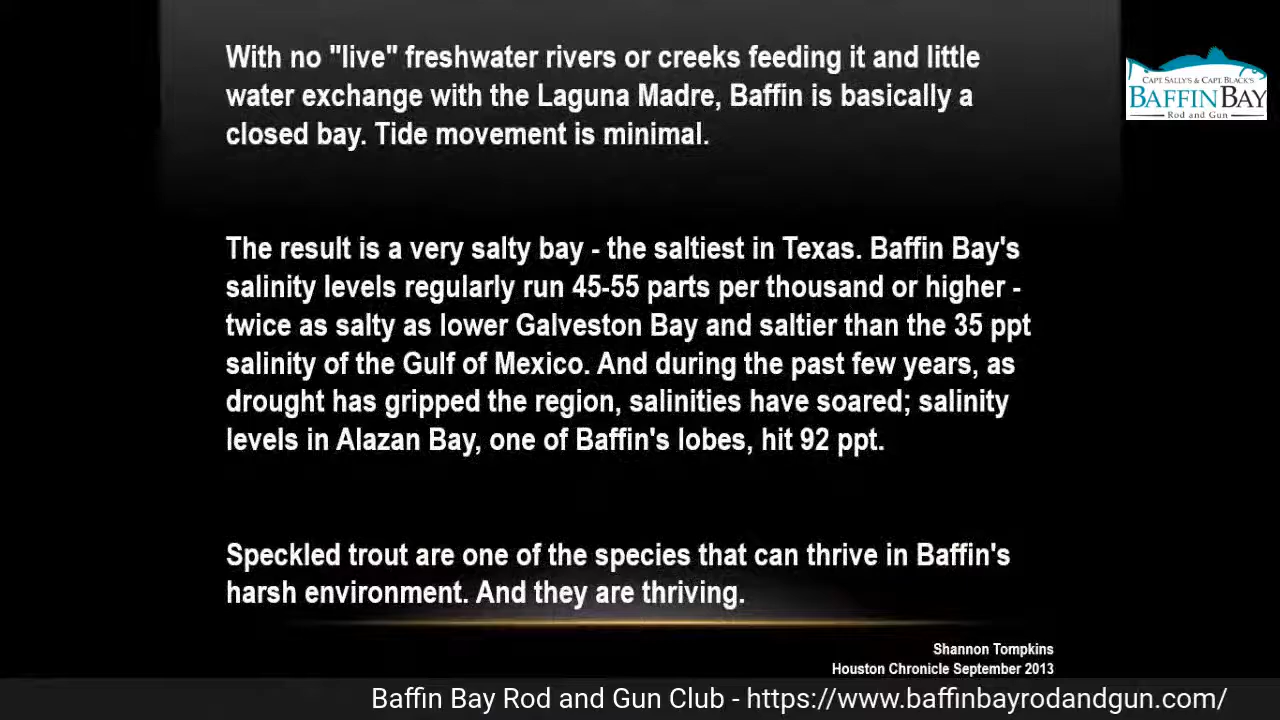 With no "live" freshwater rivers or creeks feeding it and little
water exchange with the Laguna Madre, Baffin is basically a
closed bay. Tide movement is minimal.
The result is a very salty bay - the saltiest in Texas. Baffin Bay's
salinity levels regularly run 45-55 parts per thousand or higher -
twice as salty as lower Galveston Bay and saltier than the 35 ppt
salinity of the Gulf of Mexico. And during the past few years, as
drought has gripped the region, salinities have soared; salinity
levels in Alazan Bay, one of Baffin's lobes, hit 92 ppt.
Speckled trout are one of the species that can thrive in Baffin's
harsh environment. And they are thriving.
Shannon Tompkins
Houston Chronicle September 2013
CAPT. SALLY'S & CAPT. BLACK'S
BAFFIN BAY
Rod and Gun
Baffin Bay Rod and Gun Club - https://www.baffinbayrodandgun.com/